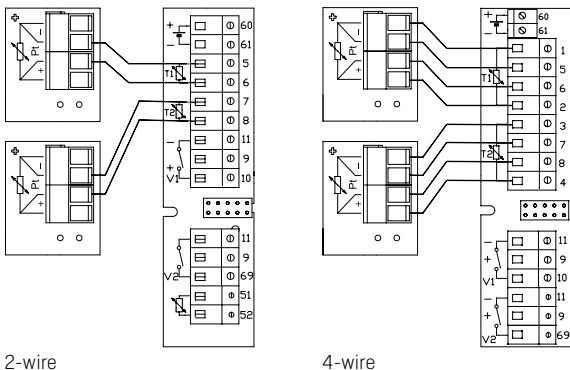 + 60
− 61
− 5
Pt T1
+ 6
7
T2
8
− 11
− 9
Pt +
+ V1 10
11
9
V2 69
51
52
2-wire
+ 60
− 61
− 1
Pt 5
T1
+ 6
2
3
− 7
Pt T2
+ 8
4
− 11
+ 9
V1 10
− 11
+ 9
V2 69
4-wire